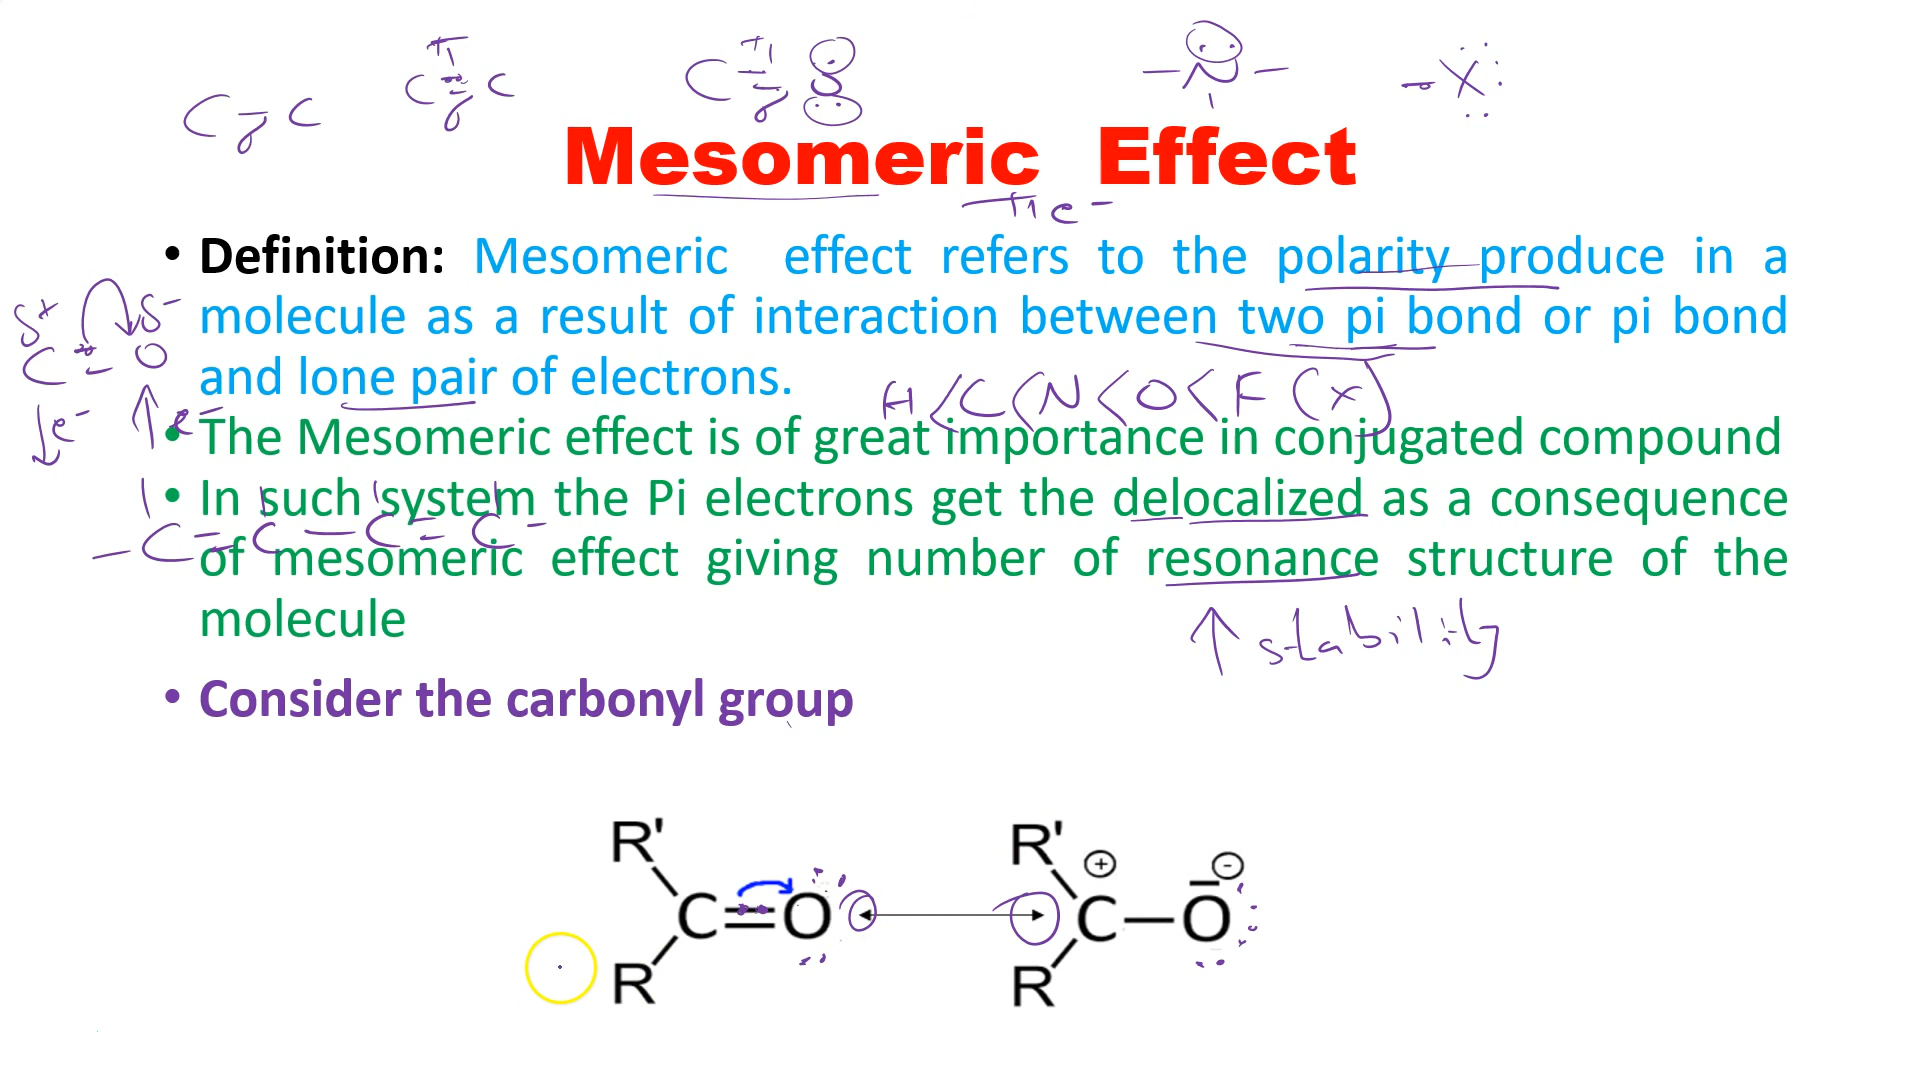 π π
C = C C = C C = O - N - - X
σ σ σ
Mesomeric Effect
π e-
• Definition: Mesomeric effect refers to the polarity produce in a
δ+ δ-
molecule as a result of interaction between two pi bond or pi bond
C = O
and lone pair of electrons.
H < C < N < O < F (X)
↓e- ↑e-
• The Mesomeric effect is of great importance in conjugated compound
• In such system the Pi electrons get the delocalized as a consequence
- C = C - C = C -
of mesomeric effect giving number of resonance structure of the
molecule
↑ stability
• Consider the carbonyl group
R' R'
⊕ ⊖
C=O ↔ C—O
R R